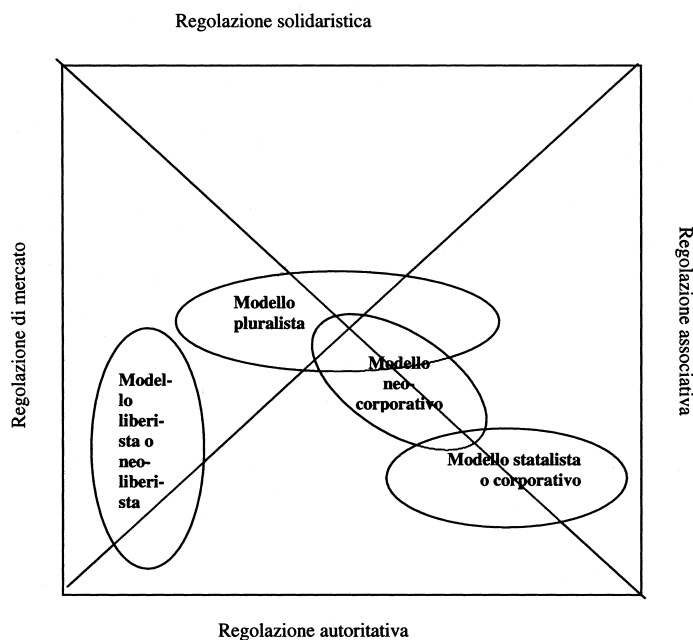 Regolazione solidaristica
Regolazione di mercato
Regolazione associativa
Modello
pluralista
Modello
neo-
corporativo
Model-
lo
liberi-
sta o
neo-
liberi-
sta
Modello statalista
o corporativo
Regolazione autoritativa